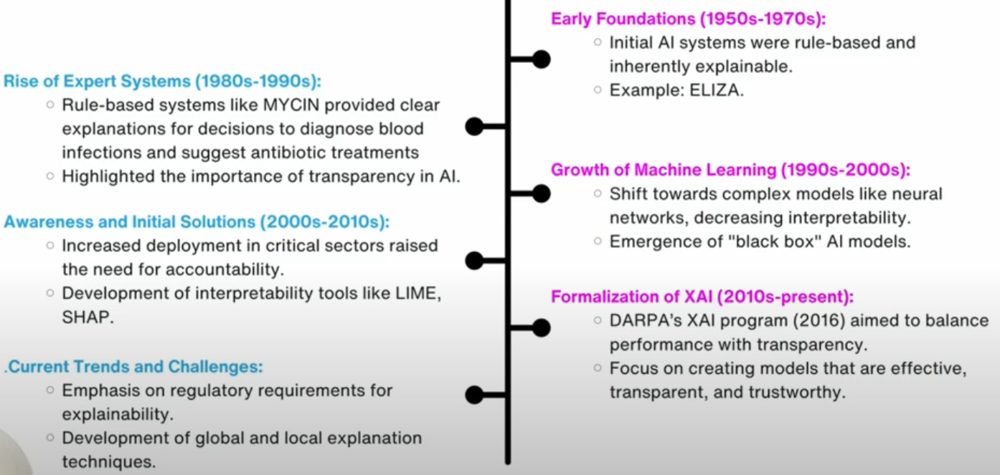 Early Foundations (1950s-1970s):
○ Initial AI systems were rule-based and
inherently explainable.
○ Example: ELIZA.
Rise of Expert Systems (1980s-1990s):
○ Rule-based systems like MYCIN provided clear
explanations for decisions to diagnose blood
infections and suggest antibiotic treatments
○ Highlighted the importance of transparency in AI.
Growth of Machine Learning (1990s-2000s):
○ Shift towards complex models like neural
networks, decreasing interpretability.
○ Emergence of "black box" AI models.
Awareness and Initial Solutions (2000s-2010s):
○ Increased deployment in critical sectors raised
the need for accountability.
○ Development of interpretability tools like LIME,
SHAP.
Formalization of XAI (2010s-present):
○ DARPA’s XAI program (2016) aimed to balance
performance with transparency.
○ Focus on creating models that are effective,
transparent, and trustworthy.
.Current Trends and Challenges:
○ Emphasis on regulatory requirements for
explainability.
○ Development of global and local explanation
techniques.